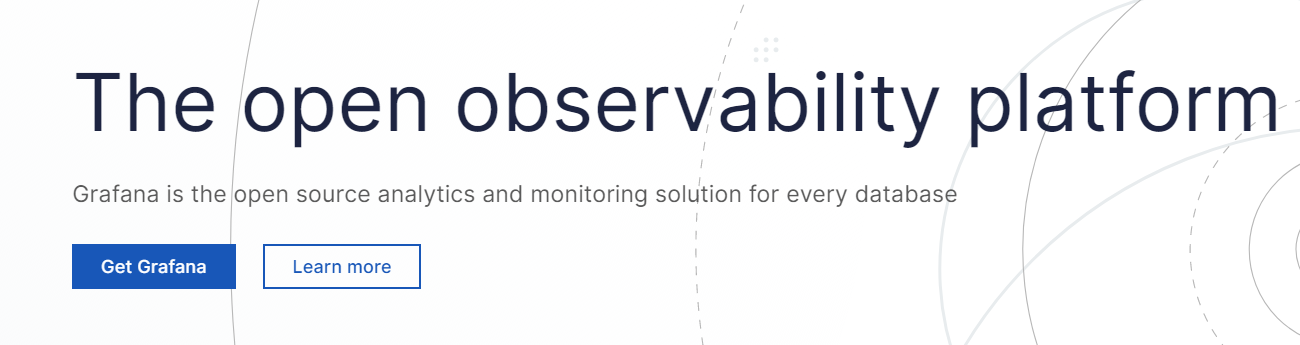 The open observability platform
Grafana is the open source analytics and monitoring solution for every database
Get Grafana
Learn more